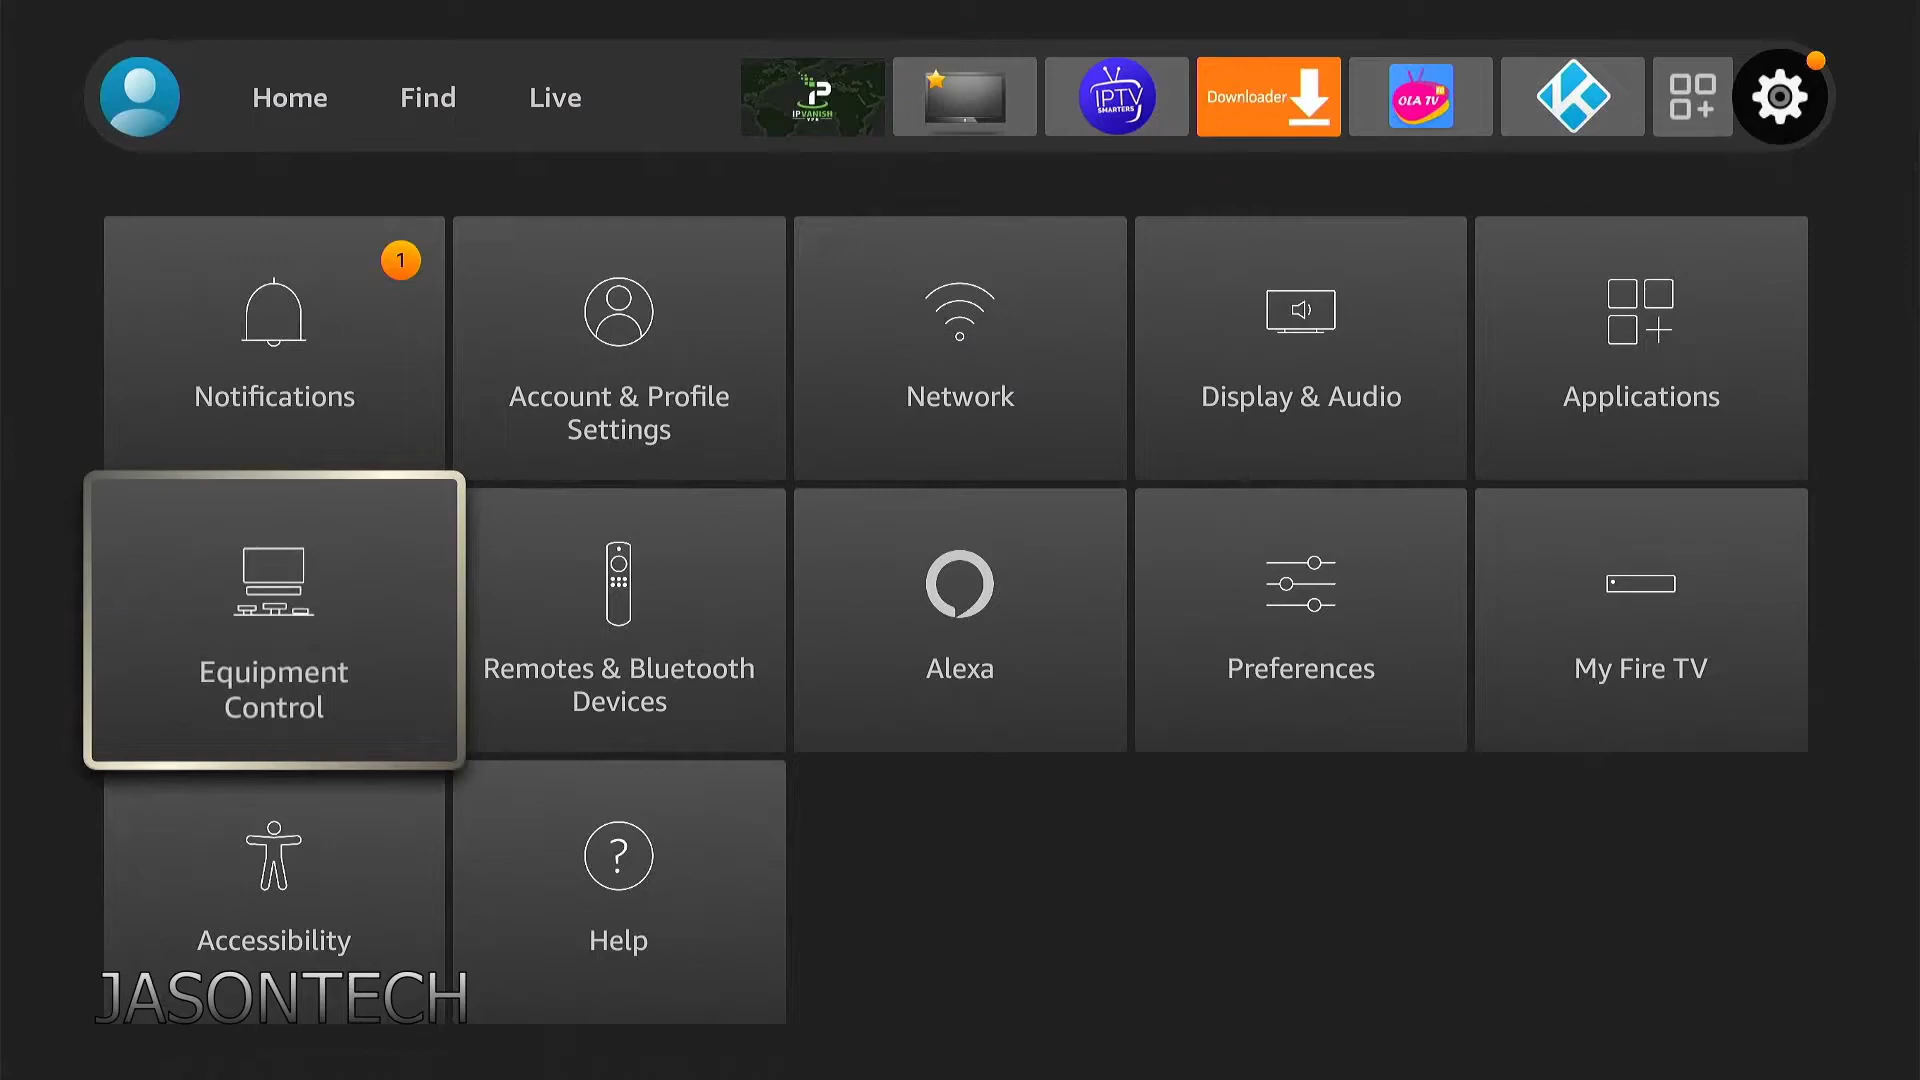 Home
Find
Live
IPVANISH
VPN
IPTV
SMARTERS
Downloader
OLA TV
1
Notifications
Account & Profile
Settings
Network
Display & Audio
Applications
Equipment
Control
Remotes & Bluetooth
Devices
Alexa
Preferences
My Fire TV
Accessibility
?
Help
JASONTECH